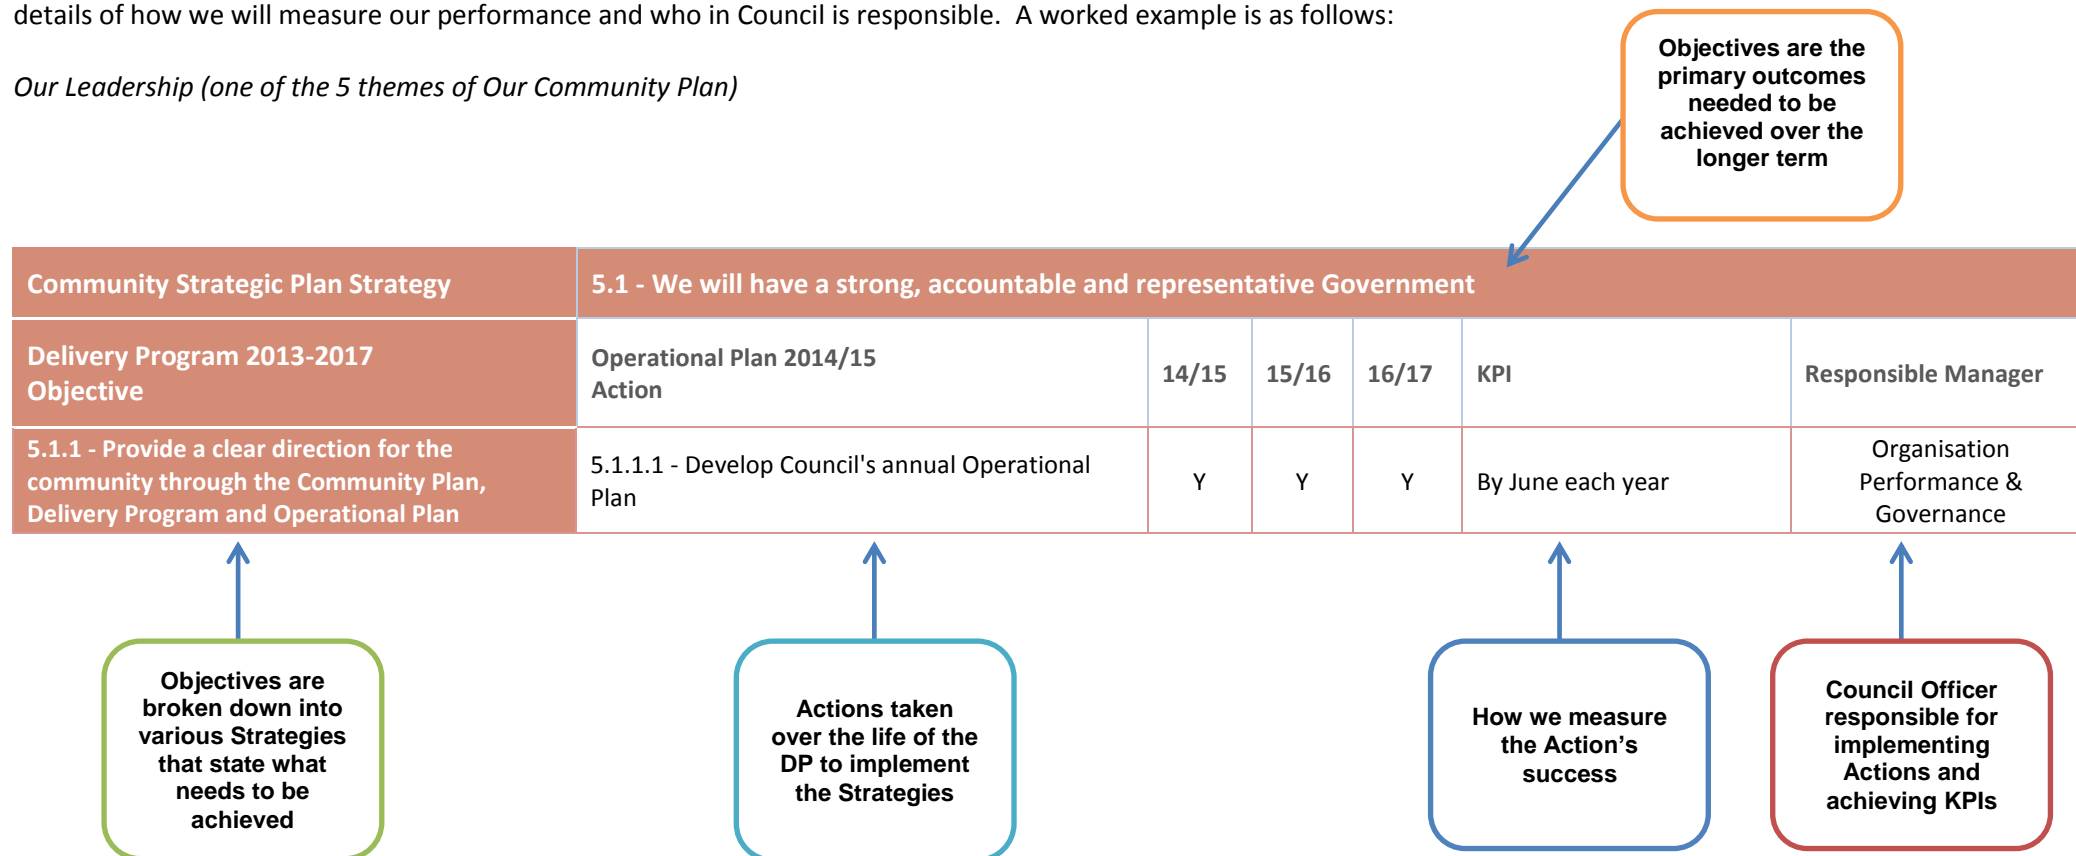 details of how we will measure our performance and who in Council is responsible.  A worked example is as follows:
Our Leadership (one of the 5 themes of Our Community Plan)
Objectives are the
primary outcomes
needed to be
achieved over the
longer term
Community Strategic Plan Strategy
5.1 - We will have a strong, accountable and representative Government
Delivery Program 2013-2017
Objective
Operational Plan 2014/15
Action
14/15
15/16
16/17
KPI
Responsible Manager
5.1.1 - Provide a clear direction for the
community through the Community Plan,
Delivery Program and Operational Plan
5.1.1.1 - Develop Council's annual Operational
Plan
Y
Y
Y
By June each year
Organisation
Performance &
Governance
Objectives are
broken down into
various Strategies
that state what
needs to be
achieved
Actions taken
over the life of the
DP to implement
the Strategies
How we measure
the Action’s
success
Council Officer
responsible for
implementing
Actions and
achieving KPIs